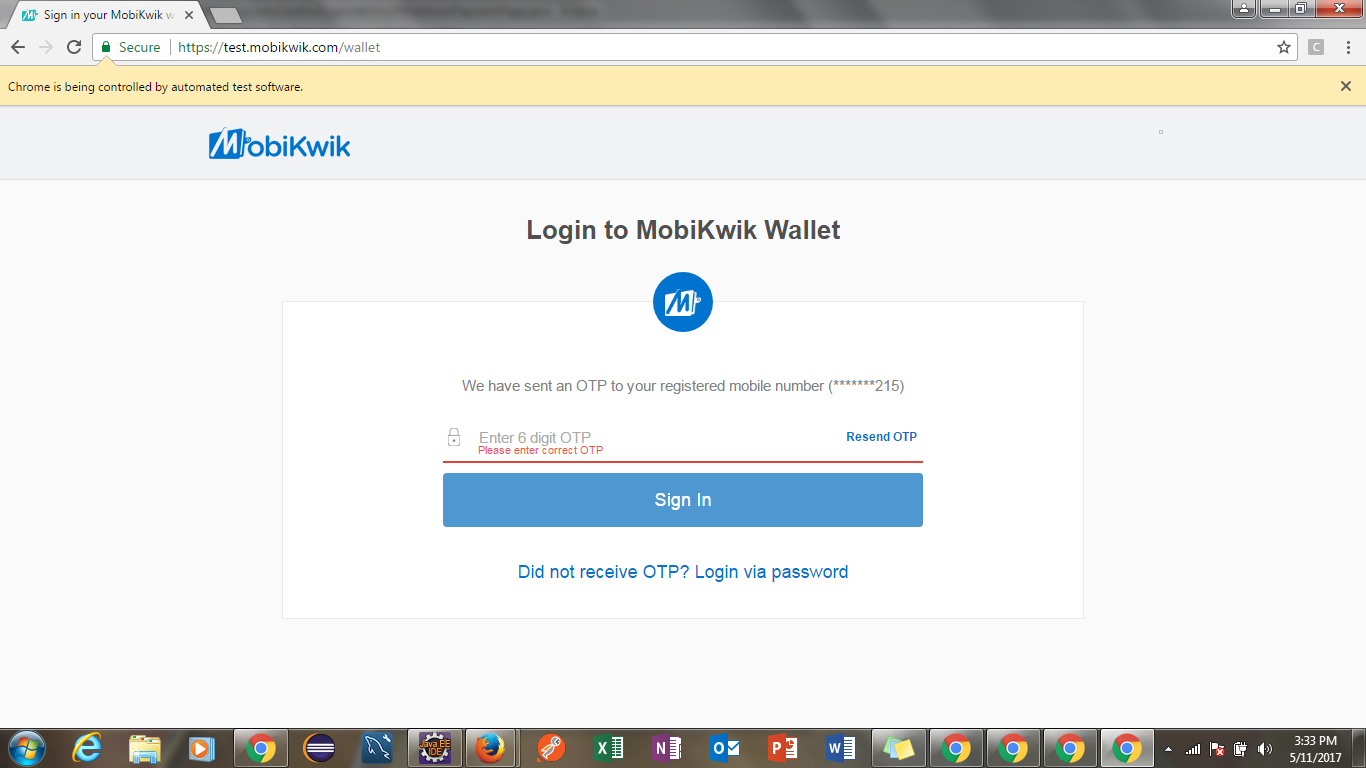 Sign in your MobiKwik w
Secure
https://test.mobikwik.com/wallet
C
Chrome is being controlled by automated test software.
MobiKwik
Login to MobiKwik Wallet
We have sent an OTP to your registered mobile number (*******215)
Enter 6 digit OTP
Resend OTP
Please enter correct OTP
Sign In
Did not receive OTP? Login via password
Java EE
IDE
3:33 PM
5/11/2017